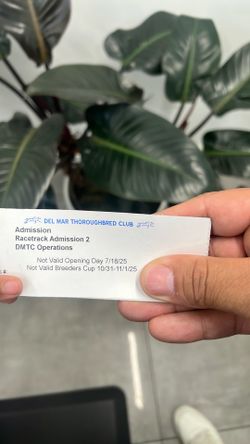 DEL MAR THOROUGHBRED CLUB
Admission
Racetrack Admission 2
DMTC Operations
Not Valid Opening Day 7/18/25
Not Valid Breeders Cup 10/31-11/1/25